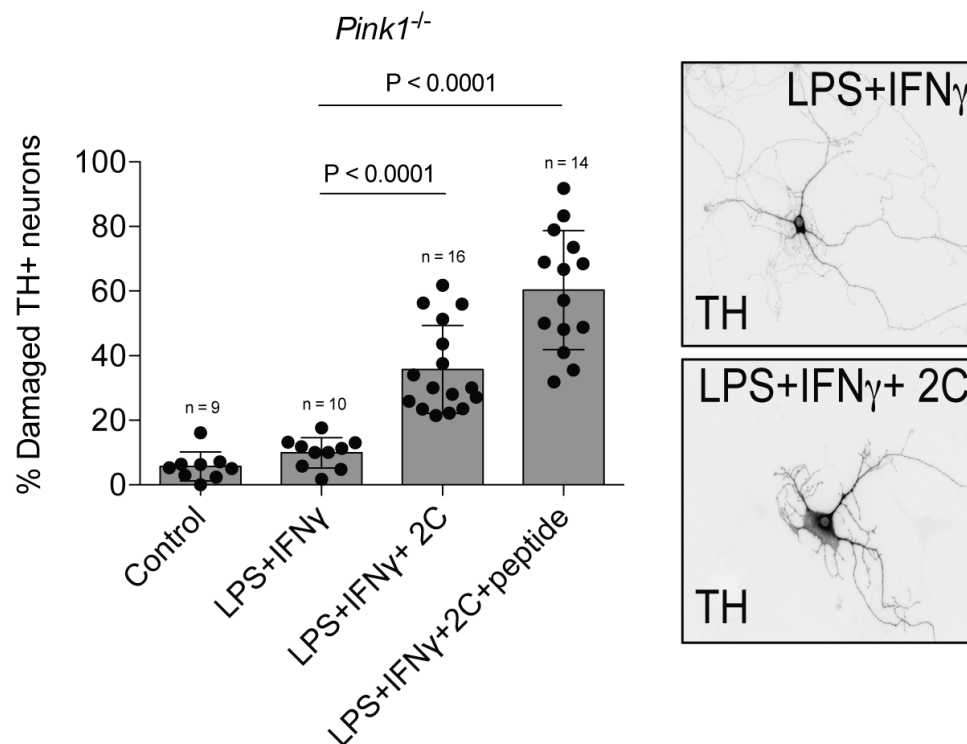 Pink1-/-
P < 0.0001
P < 0.0001
% Damaged TH+ neurons
100
80
60
40
20
0
n = 9
n = 10
n = 16
n = 14
Control
LPS+IFNγ
LPS+IFNγ+ 2C
LPS+IFNγ+2C+peptide
LPS+IFNγ
TH
LPS+IFNγ+ 2C
TH